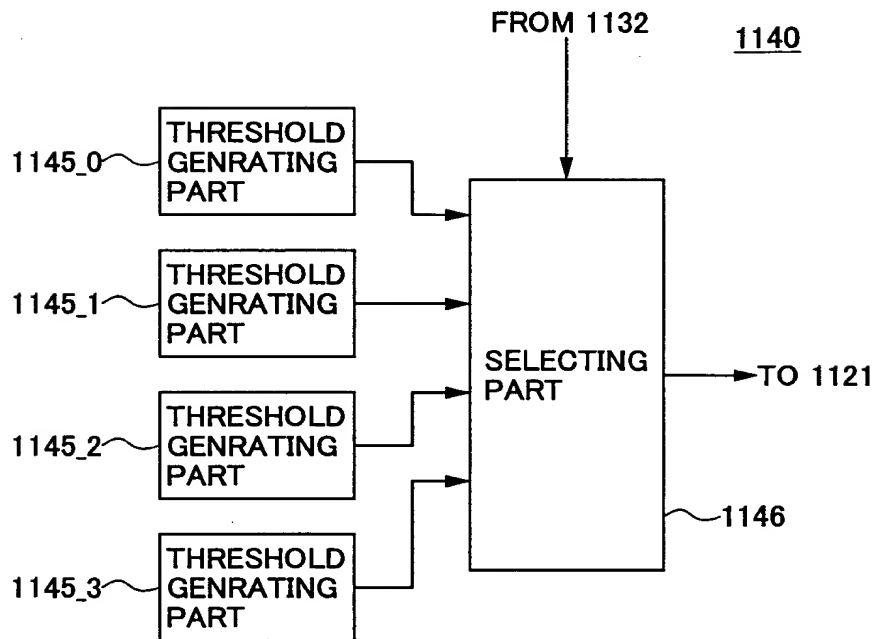 FROM 1132
1140
1145_0
THRESHOLD
GENRATING
PART
1145_1
THRESHOLD
GENRATING
PART
SELECTING
PART
TO 1121
1145_2
THRESHOLD
GENRATING
PART
1146
1145_3
THRESHOLD
GENRATING
PART